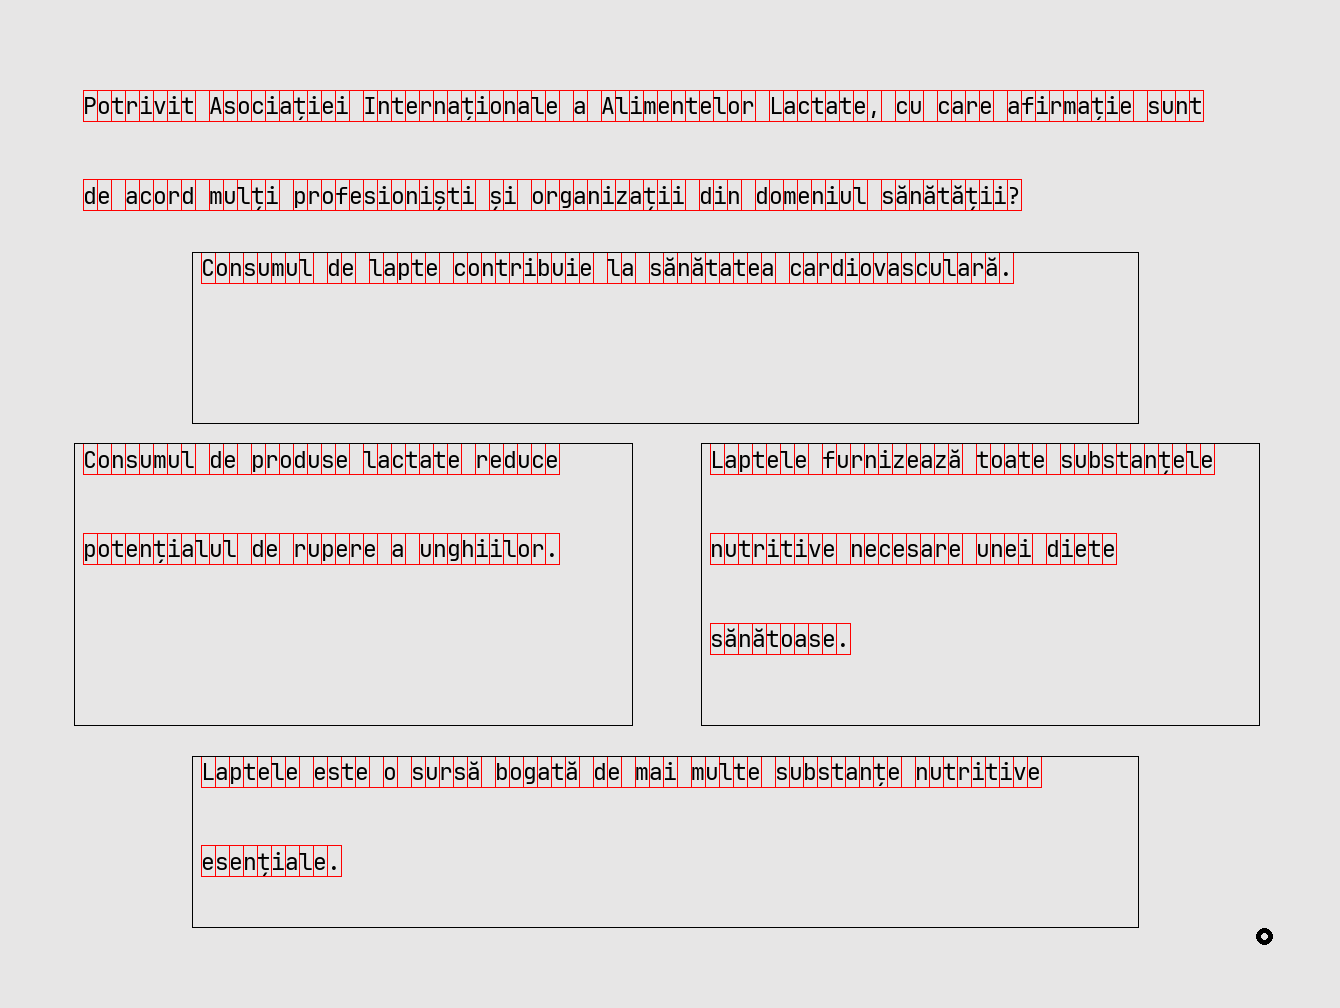 Potrivit Asociației Internaționale a Alimentelor Lactate, cu care afirmație sunt
de acord mulți profesioniști și organizații din domeniul sănătății?
Consumul de lapte contribuie la sănătatea cardiovasculară.
Consumul de produse lactate reduce
potențialul de rupere a unghiilor.
Laptele furnizează toate substanțele
nutritive necesare unei diete
sănătoase.
Laptele este o sursă bogată de mai multe substanțe nutritive
esențiale.